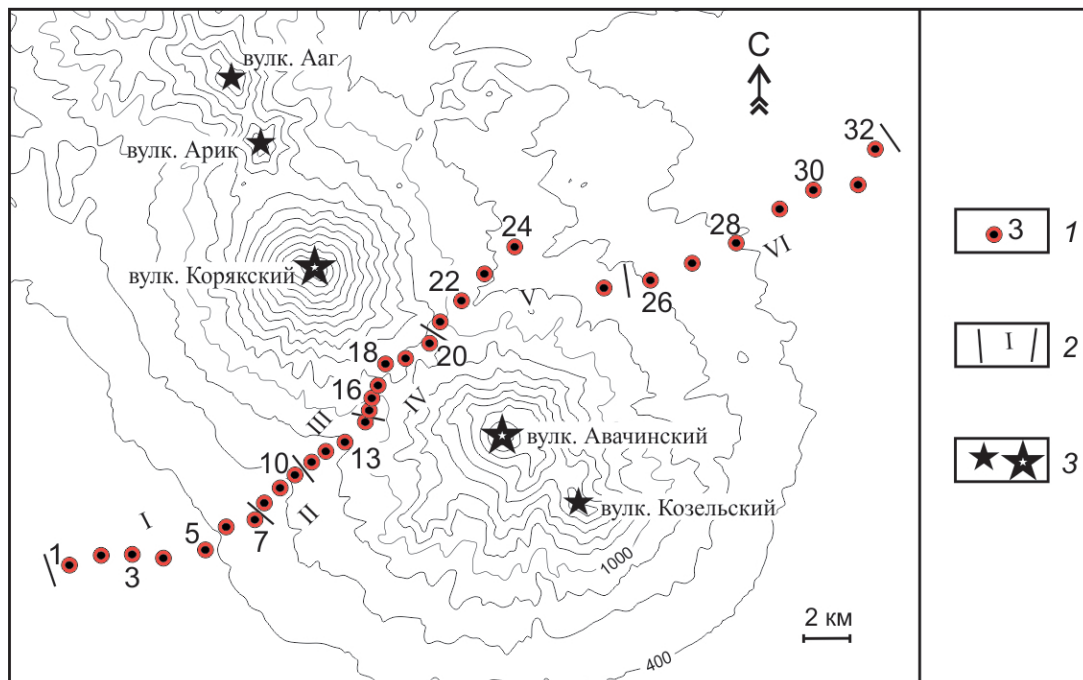 вулк. Ааг
С
32
вулк. Арик
30
24
28
VI
вулк. Корякский
22
V
26
18
20
16
IV
III
13
вулк. Авачинский
10
II
вулк. Козельский
I
7
5
1
3
1000
2 км
400
3 1
I 2
3